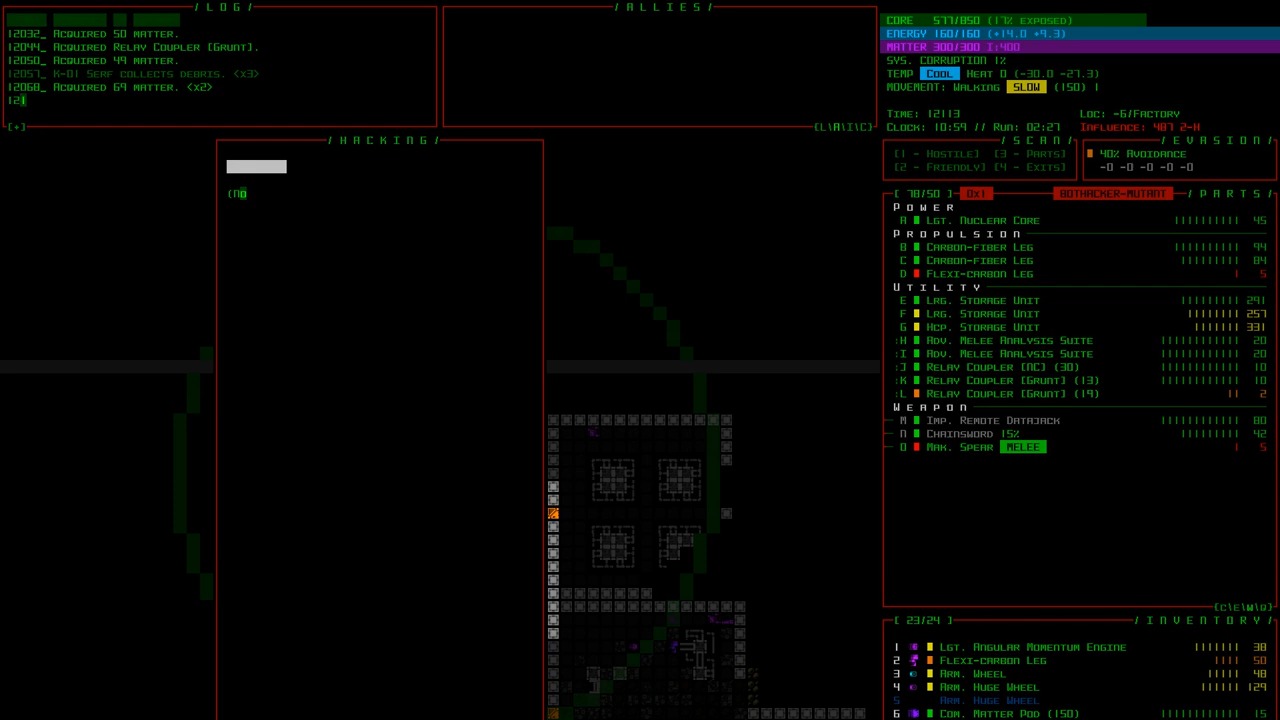 / L O G /
12032_ Acquired 50 matter.
12044_ Acquired Relay Coupler [Grunt].
12050_ Acquired 49 matter.
12057_ K-01 Serf collects debris. <x3>
12068_ Acquired 69 matter. <x2>
121
[+]
/ A L L I E S /
(L\A\I\C)
CORE 577/850 (17% EXPOSED)
ENERGY 160/160 (+14.0 +9.3)
MATTER 300/300 I:400
SYS. CORRUPTION 1%
TEMP Cool Heat 0 (-30.0 -27.3)
MOVEMENT: Walking SLOW (150) 1
Time: 12113 Loc: -6/Factory
Clock: 10:59 // Run: 02:27 Influence: 487 2-H
/ H A C K I N G /
(No
/ S C A N /
[1 - Hostile] [3 - Parts]
[2 - Friendly] [4 - Exits]
/ E V A S I O N /
40% Avoidance
-0 -0 -0 -0 -0
[ 78/50 ] 0x1 BOTHACKER-MUTANT / P A R T S /
P O W E R
A Lgt. Nuclear Core 45
P R O P U L S I O N
B Carbon-fiber Leg 94
C Carbon-fiber Leg 84
D Flexi-carbon Leg 5
U T I L I T Y
E Lrg. Storage Unit 291
F Lrg. Storage Unit 257
G Hcp. Storage Unit 331
:H Adv. Melee Analysis Suite 20
:I Adv. Melee Analysis Suite 20
:J Relay Coupler [NC] (30) 10
:K Relay Coupler [Grunt] (13) 10
:L Relay Coupler [Grunt] (19) 2
W E A P O N
M Imp. Remote Datajack 80
N Chainsword 15% 42
O Mak. Spear MELEE 5
(C\E\W\Q)
[ 23/24 ] / I N V E N T O R Y /
1 Lgt. Angular Momentum Engine 38
2 Flexi-carbon Leg 50
3 Arm. Wheel 48
4 Arm. Huge Wheel 129
5 Arm. Huge Wheel
6 Com. Matter Pod (150) 15